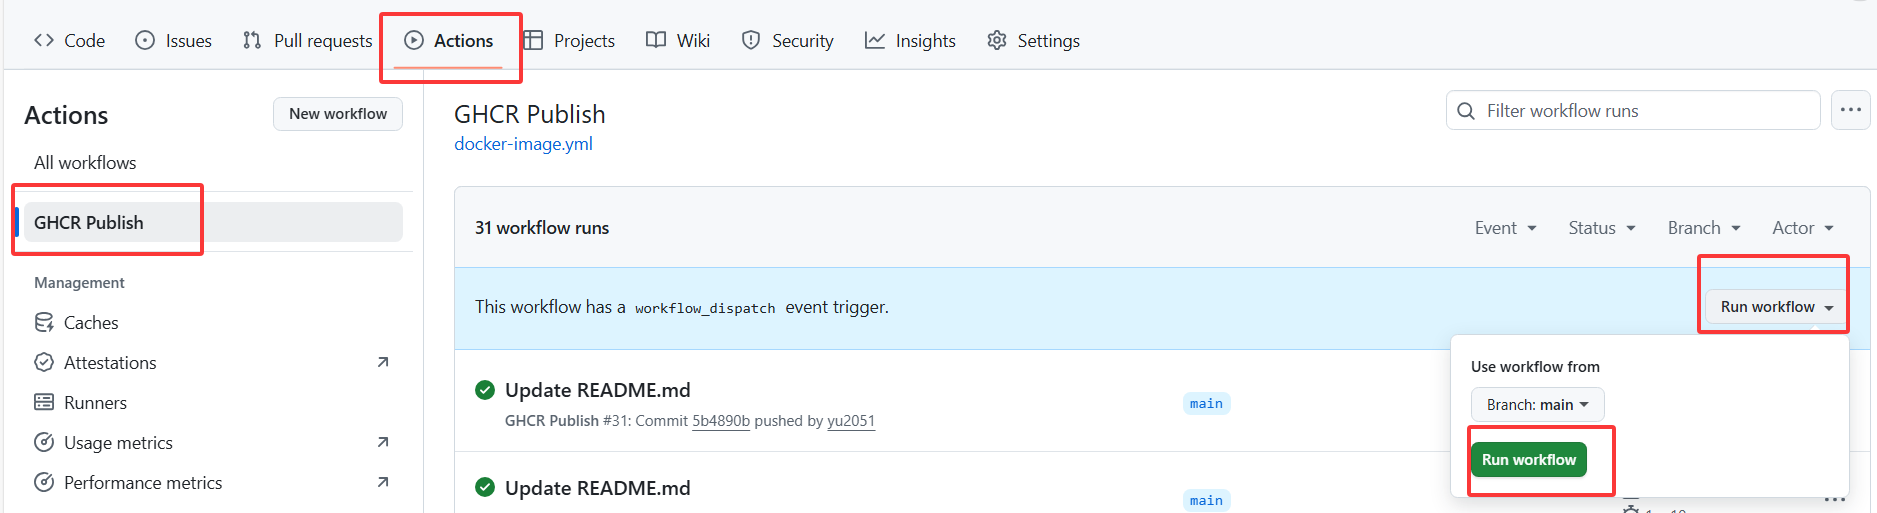 Code Issues Pull requests Actions Projects Wiki Security Insights Settings
Actions
New workflow
All workflows
GHCR Publish
Management
Caches
Attestations
Runners
Usage metrics
Performance metrics
GHCR Publish
docker-image.yml
Filter workflow runs
31 workflow runs
Event Status Branch Actor
This workflow has a workflow_dispatch event trigger.
Run workflow
Use workflow from
Branch: main
Run workflow
Update README.md
main
GHCR Publish #31: Commit 5b4890b pushed by yu2051
Update README.md
main